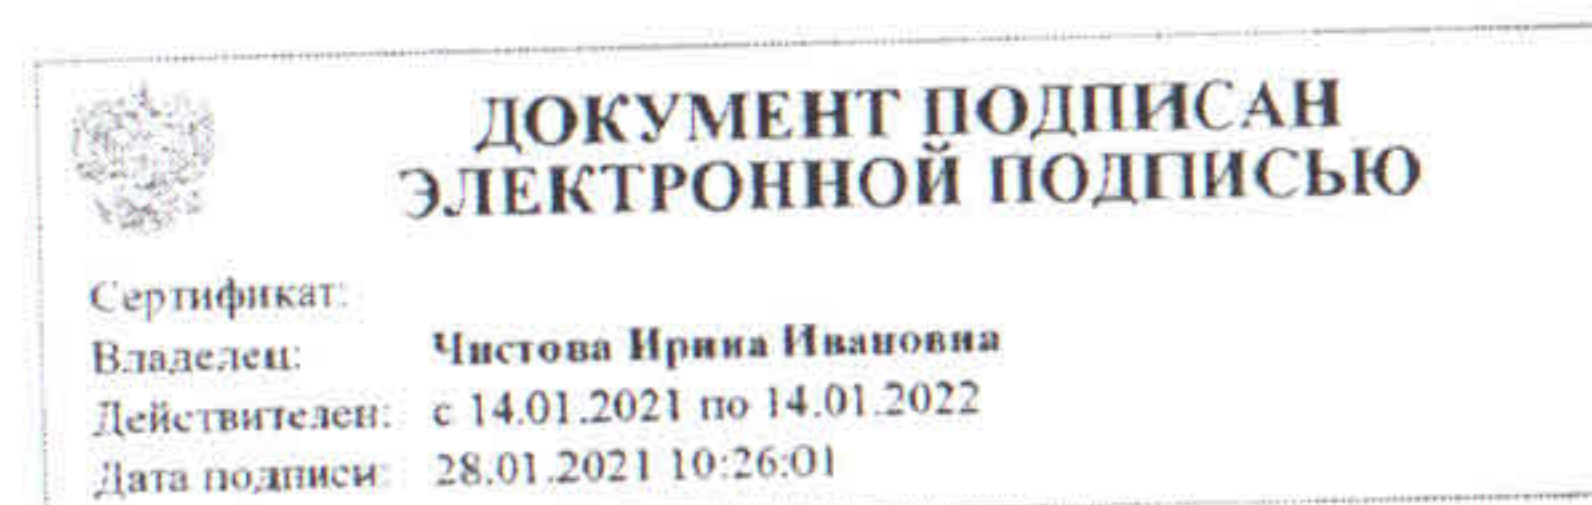 ДОКУМЕНТ ПОДПИСАН
ЭЛЕКТРОННОЙ ПОДПИСЬЮ
Сертификат:
Владелец: Чистова Ирина Ивановна
Действителен: с 14.01.2021 по 14.01.2022
Дата подписи: 28.01.2021 10:26:01